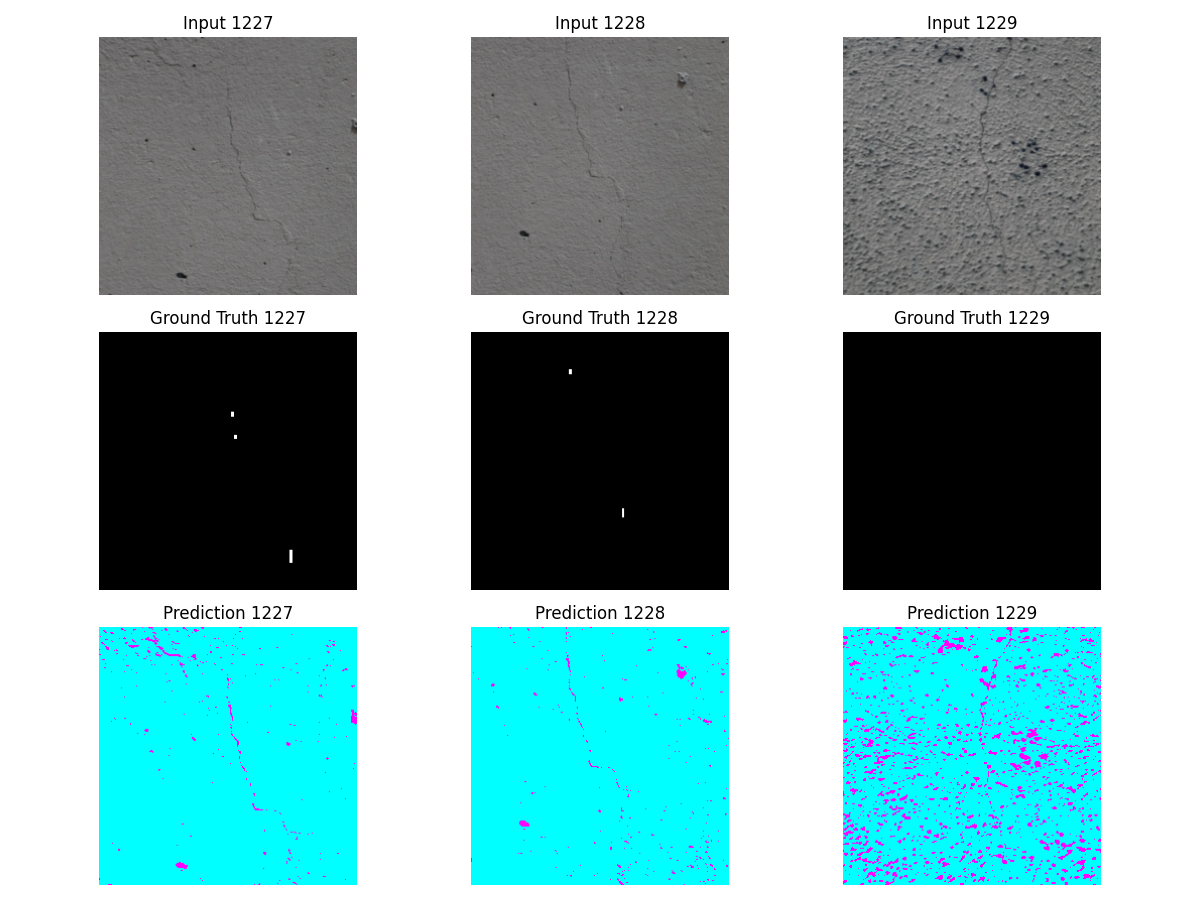 Input 1227
Input 1228
Input 1229
Ground Truth 1227
Ground Truth 1228
Ground Truth 1229
Prediction 1227
Prediction 1228
Prediction 1229